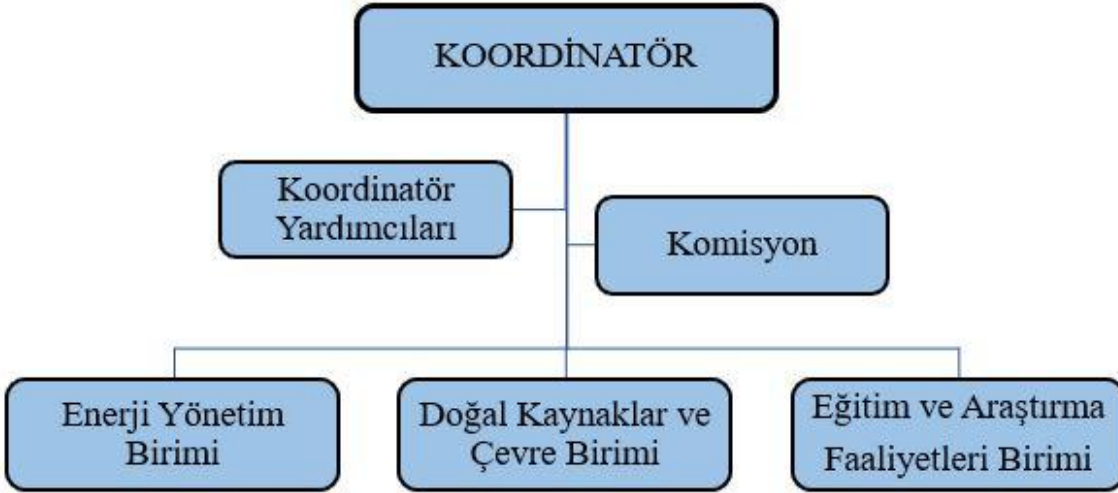 KOORDİNATÖR
Koordinatör
Yardımcıları
Komisyon
Enerji Yönetim
Birimi
Doğal Kaynaklar ve
Çevre Birimi
Eğitim ve Araştırma
Faaliyetleri Birimi